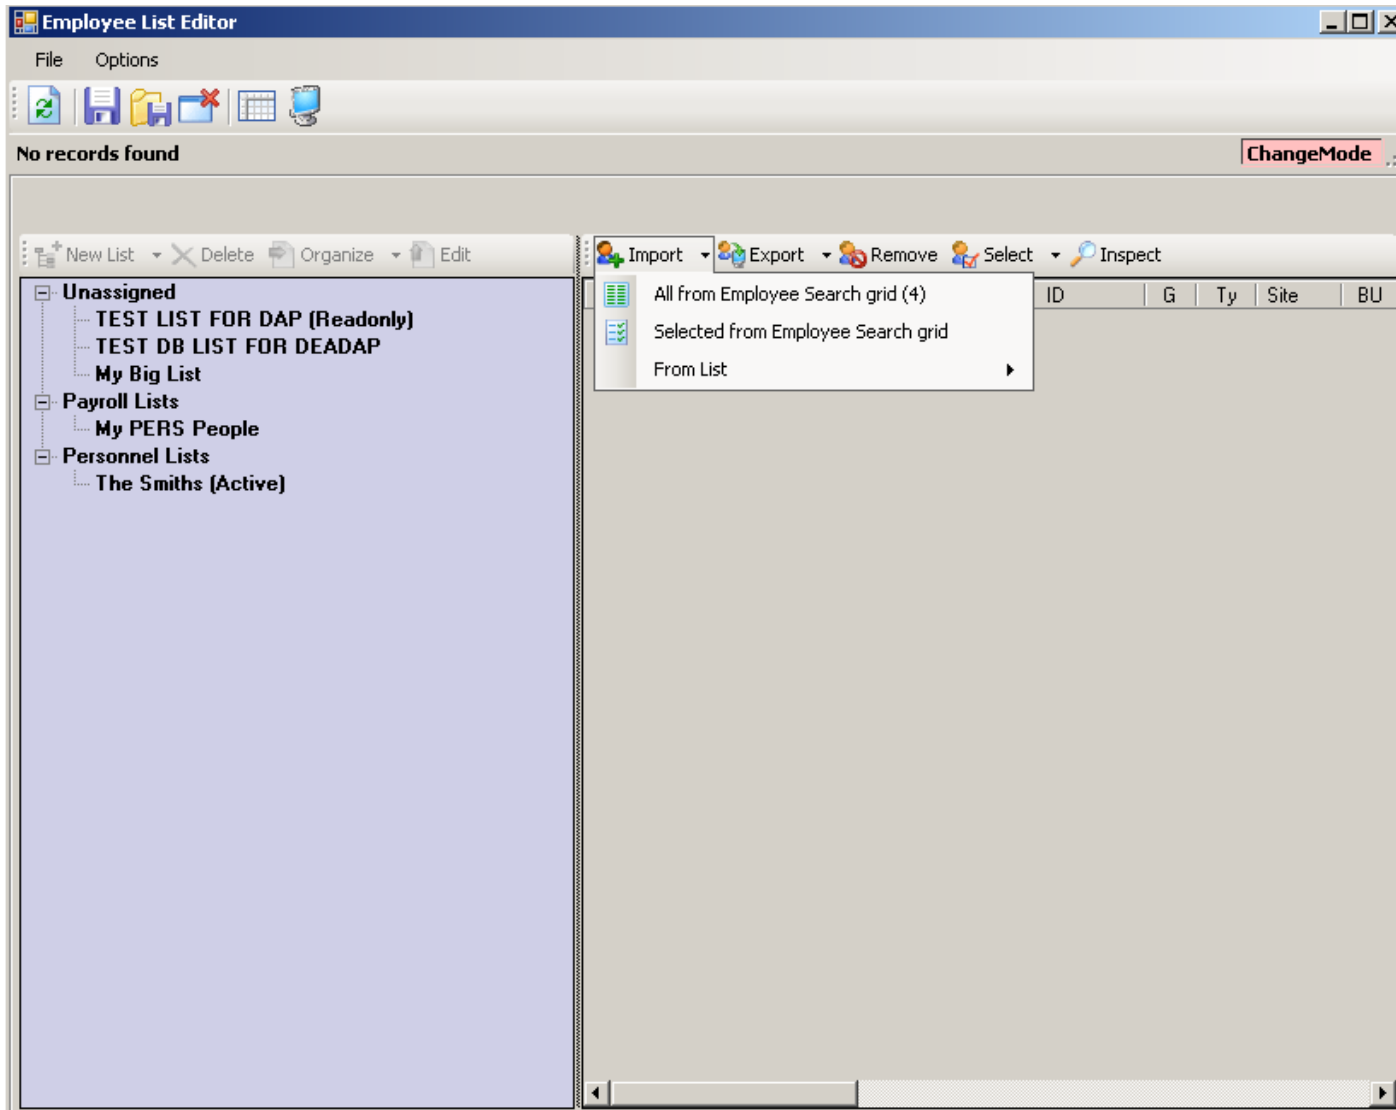 Employee List Editor
File Options
No records found ChangeMode
New List Delete Organize Edit
Import Export Remove Select Inspect
Unassigned
TEST LIST FOR DAP (Readonly)
TEST DB LIST FOR DEADAP
My Big List
Payroll Lists
My PERS People
Personnel Lists
The Smiths (Active)
All from Employee Search grid (4)
Selected from Employee Search grid
From List
ID G Ty Site BU